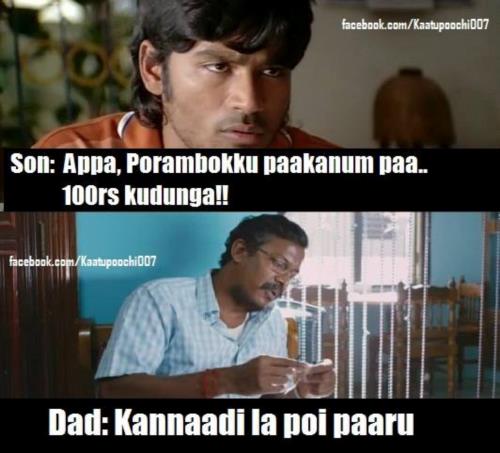 facebook.com/Kaatupoochi007
Son: Appa, Porambokku paakanum paa..
100rs kudunga!!
facebook.com/Kaatupoochi007
Dad: Kannaadi la poi paaru